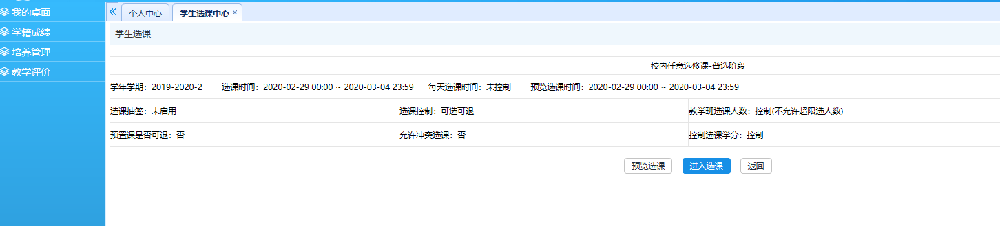 我的桌面
学籍成绩
培养管理
教学评价
个人中心 学生选课中心
学生选课
校内任意选修课-普选阶段
学年学期：2019-2020-2 选课时间：2020-02-29 00:00 ~ 2020-03-04 23:59 每天选课时间：未控制 预览选课时间：2020-02-29 00:00 ~ 2020-03-04 23:59
选课抽签：未启用 选课控制：可选可退 教学班选课人数：控制(不允许超限选人数)
预置课是否可退：否 允许冲突选课：否 控制选课学分：控制
预览选课 进入选课 返回